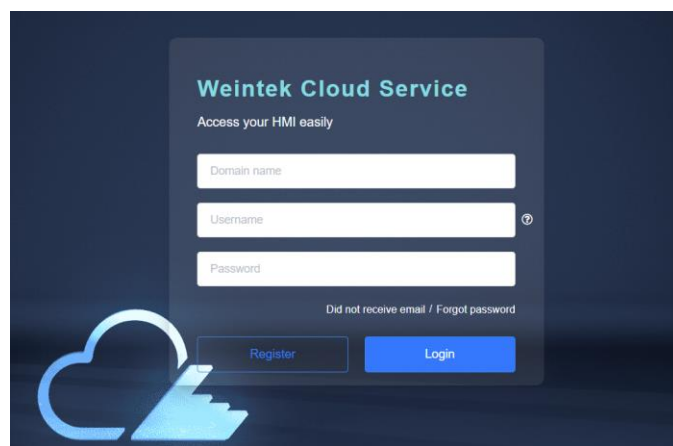 Weintek Cloud Service
Access your HMI easily
Domain name
Username
Password
Did not receive email / Forgot password
Register
Login